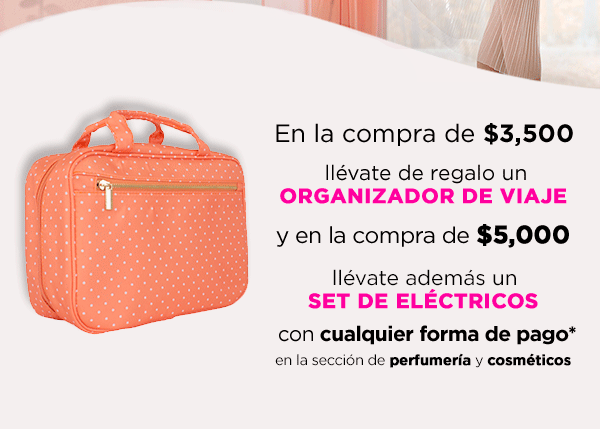 En la compra de $3,500
llévate de regalo un
ORGANIZADOR DE VIAJE
y en la compra de $5,000
llévate además un
SET DE ELÉCTRICOS
con cualquier forma de pago*
en la sección de perfumería y cosméticos